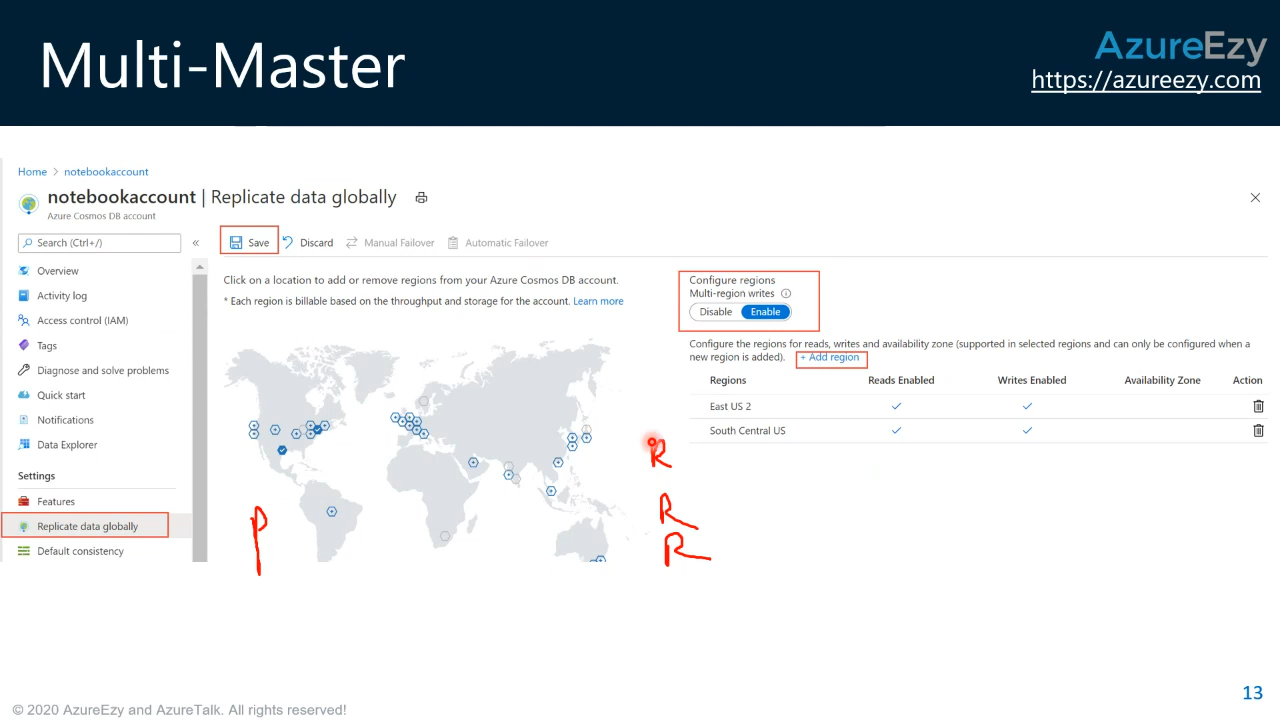 Multi-Master
AzureEzy
https://azureezy.com
Home > notebookaccount
notebookaccount | Replicate data globally
Azure Cosmos DB account
Search (Ctrl+/)
«
Overview
Activity log
Access control (IAM)
Tags
Diagnose and solve problems
Quick start
Notifications
Data Explorer
Settings
Features
Replicate data globally
Default consistency
Save Discard Manual Failover Automatic Failover
Click on a location to add or remove regions from your Azure Cosmos DB account.
* Each region is billable based on the throughput and storage for the account. Learn more
P
R
R
R
Configure regions
Multi-region writes
Disable Enable
Configure the regions for reads, writes and availability zone (supported in selected regions and can only be configured when a
new region is added). + Add region
Regions Reads Enabled Writes Enabled Availability Zone Action
East US 2
South Central US
13
© 2020 AzureEzy and AzureTalk. All rights reserved!